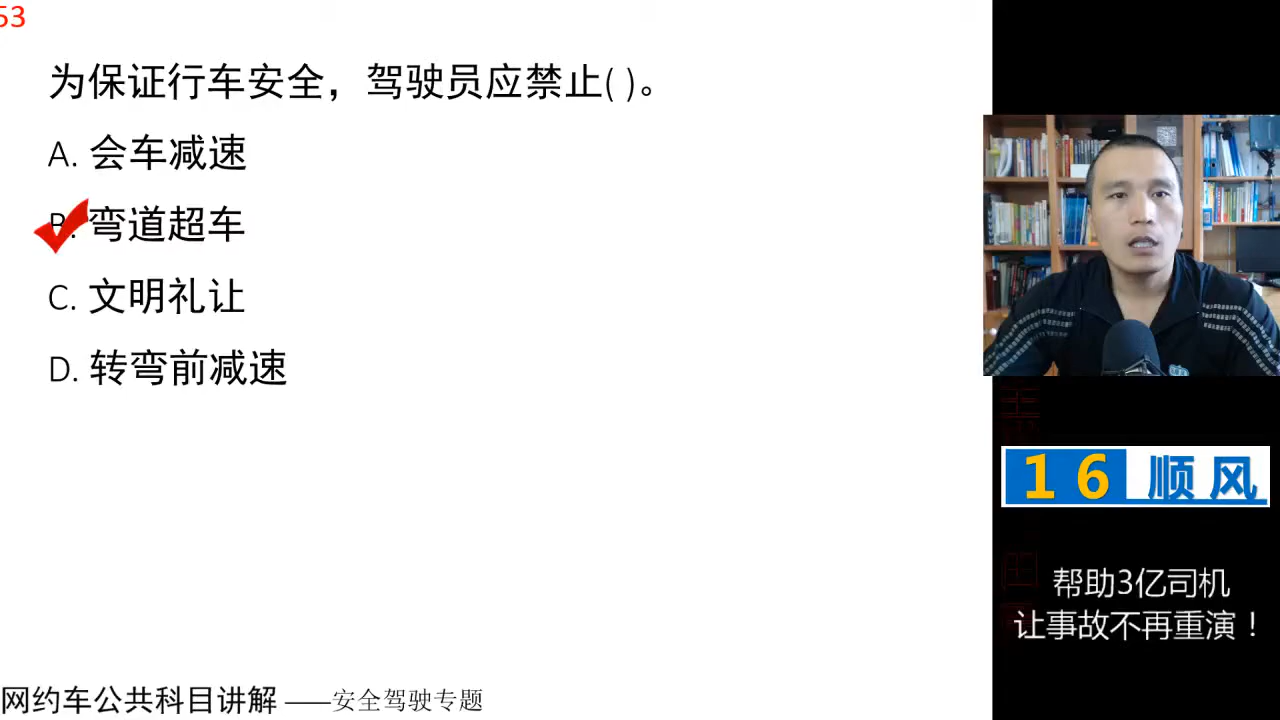 53
为保证行车安全，驾驶员应禁止( )。
A. 会车减速
B. 弯道超车
C. 文明礼让
D. 转弯前减速
16顺风
帮助3亿司机
让事故不再重演！
网约车公共科目讲解 ——安全驾驶专题